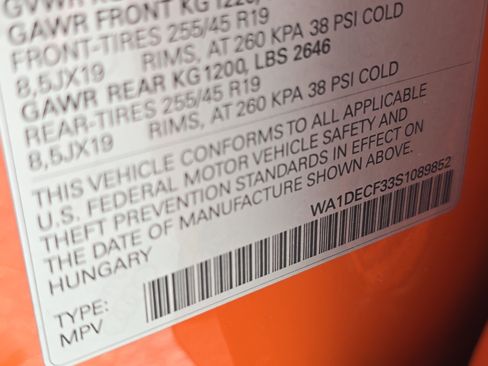 GAWR FRONT KG 1220,
FRONT-TIRES 255/45 R19
8,5JX19 RIMS, AT 260 KPA 38 PSI COLD
GAWR REAR KG 1200, LBS 2646
REAR-TIRES 255/45 R19
8,5JX19 RIMS, AT 260 KPA 38 PSI COLD
THIS VEHICLE CONFORMS TO ALL APPLICABLE
U.S. FEDERAL MOTOR VEHICLE SAFETY AND
THEFT PREVENTION STANDARDS IN EFFECT ON
THE DATE OF MANUFACTURE SHOWN ABOVE.
HUNGARY WA1DECF33S1089852
TYPE:
MPV